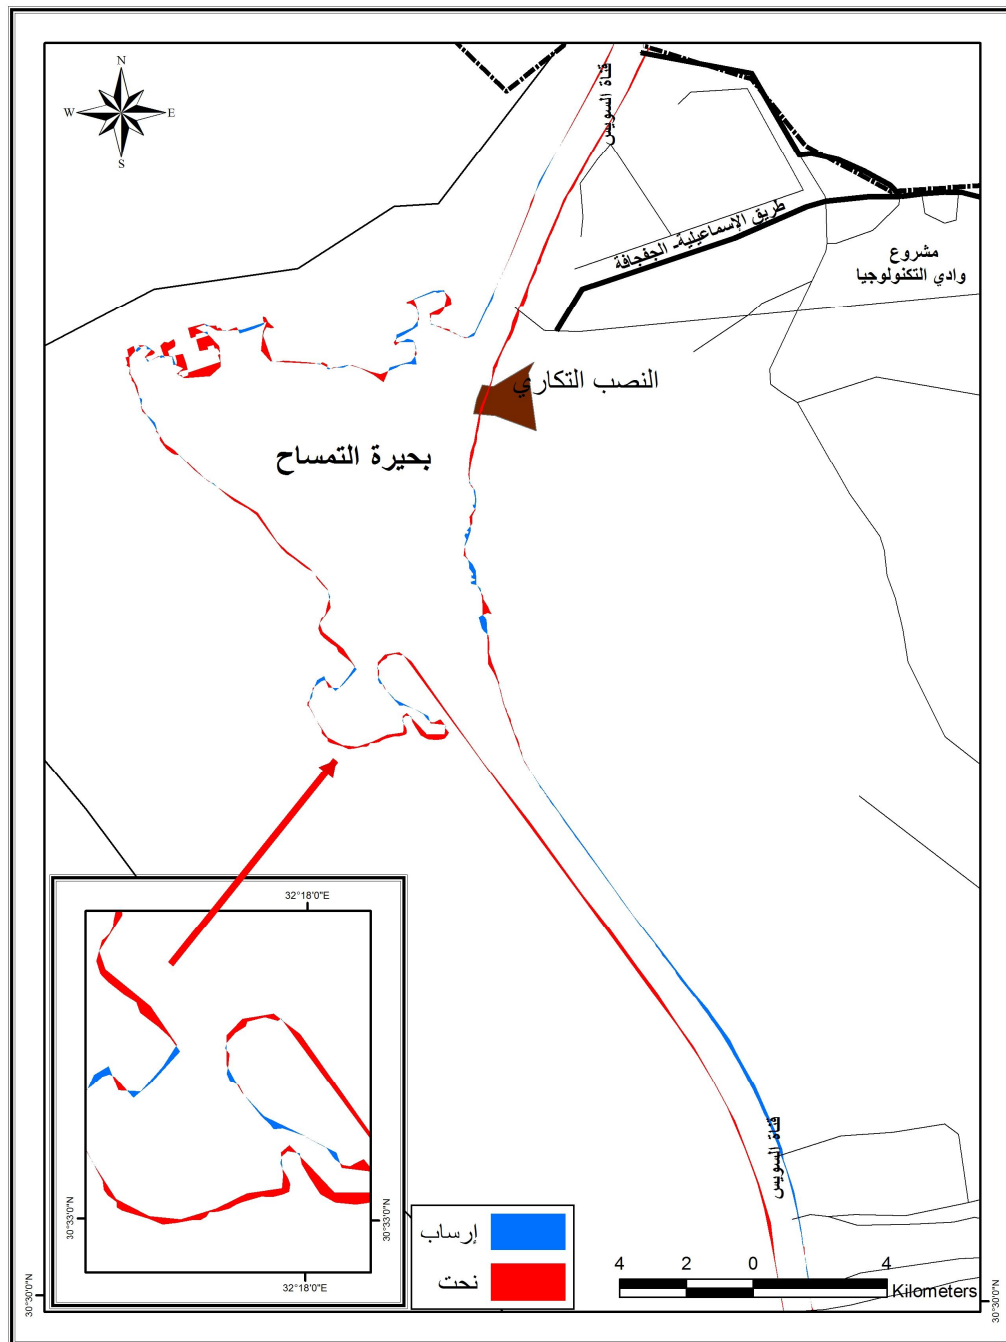 N
W
E
S
قناة السويس
طريق الإسماعيلية- الجفجافة
مشروع
وادي التكنولوجيا
النصب التكاري
بحيرة التمساح
32°18'0"E
30°33'0"N
30°33'0"N
32°18'0"E
قناة السويس
إرساب
نحت
4 2 0 4
Kilometers
30°30'0"N
30°30'0"N